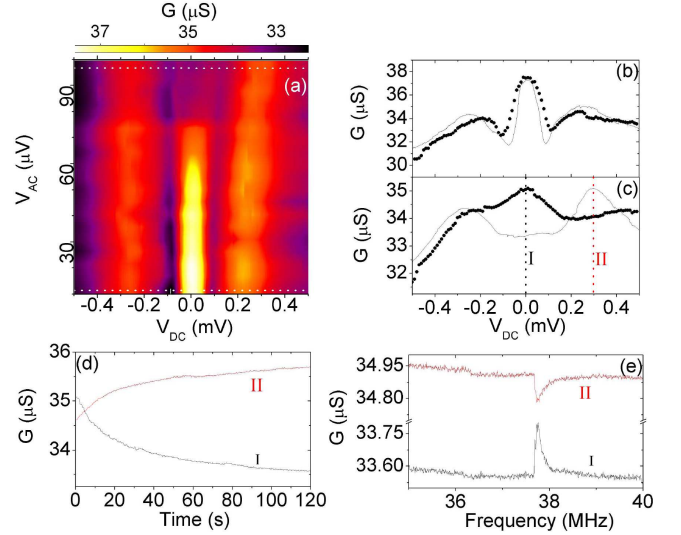 G (μS)
37 35 33
(a)
90
60
30
V_AC (μV)
-0.4 -0.2 0.0 0.2 0.4
V_DC (mV)
(b)
38
36
34
32
30
G (μS)
(c)
35
34
33
32
G (μS)
I II
-0.4 -0.2 0.0 0.2 0.4
V_DC (mV)
(d)
36
35
34
G (μS)
II
I
0 20 40 60 80 100 120
Time (s)
(e)
34.95
34.80
33.75
33.60
G (μS)
II
I
36 38 40
Frequency (MHz)